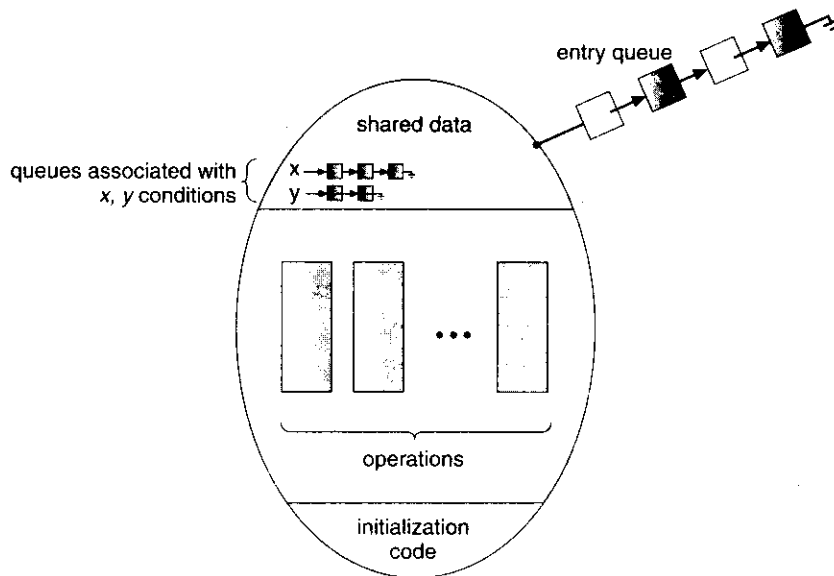 entry queue
shared data
queues associated with
x, y conditions
x
y
operations
initialization
code